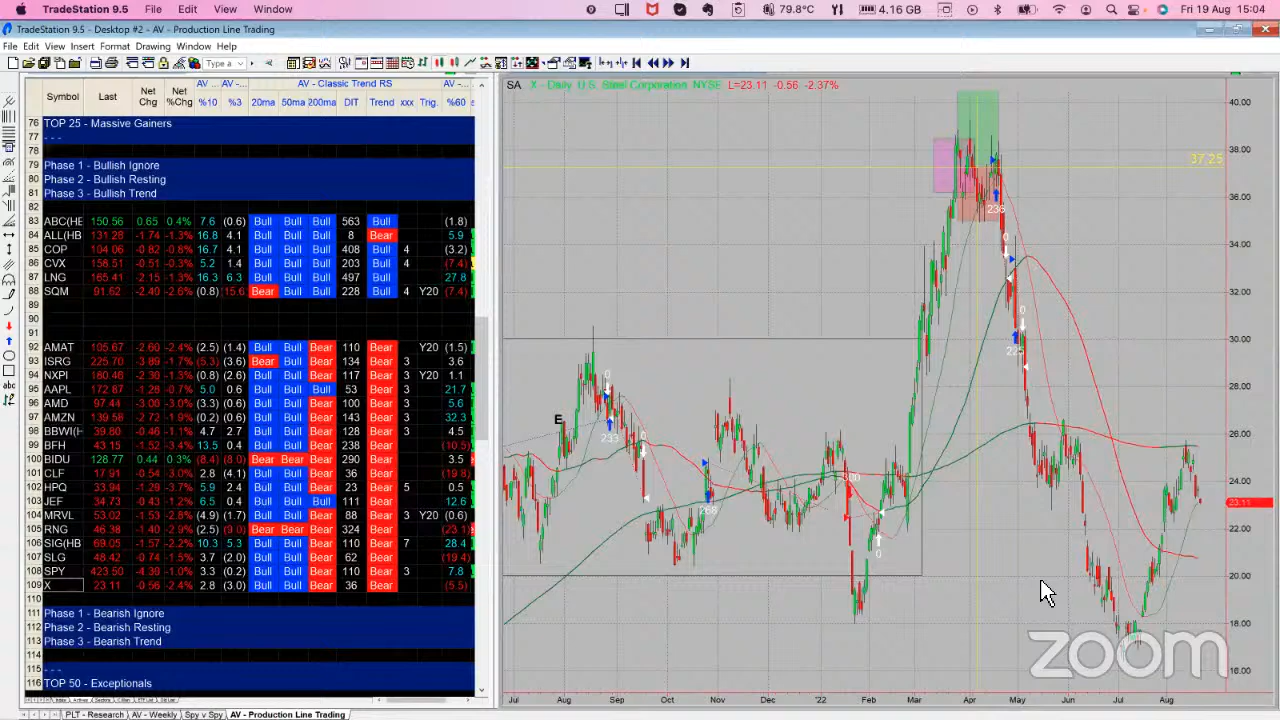 TradeStation 9.5 File Edit View Window 79.8°C 4.16 GB Fri 19 Aug 15:04
TradeStation 9.5 - Desktop #2 - AV - Production Line Trading
File Edit View Insert Format Drawing Window Help
Type a
AV ... AV -... AV - Classic Trend RS AV -...
Symbol Last Net Chg Net %Chg %10 %3 20ma 50ma 200ma DIT Trend xxx Trig. %60
76 TOP 25 - Massive Gainers
77 - - -
78
79 Phase 1 - Bullish Ignore
80 Phase 2 - Bullish Resting
81 Phase 3 - Bullish Trend
82
83 ABC(HE 150.56 0.65 0.4% 7.6 (0.6) Bull Bull Bull 563 Bull (1.8)
84 ALL(HB 131.28 -1.74 -1.3% 16.8 4.1 Bull Bull Bull 8 Bear 5.9
85 COP 104.06 -0.82 -0.8% 16.7 4.1 Bull Bull Bull 408 Bull 4 (3.2)
86 CVX 158.51 -0.51 -0.3% 5.2 1.4 Bull Bull Bull 203 Bull 4 (7.4)
87 LNG 165.41 -2.15 -1.3% 16.3 6.3 Bull Bull Bull 497 Bull 27.8
88 SQM 91.62 -2.40 -2.6% (0.8) (15.6 Bear Bull Bull 228 Bull 4 Y20 (7.4)
89
90
91
92 AMAT 105.67 -2.60 -2.4% (2.5) (1.4) Bull Bull Bear 110 Bear Y20 (1.5)
93 ISRG 225.70 -3.89 -1.7% (5.3) (3.6) Bear Bull Bear 134 Bear 3 3.6
94 NXPI 180.48 -2.30 -1.3% (0.8) (2.6) Bull Bull Bear 117 Bear 3 Y20 1.1
95 AAPL 172.87 -1.28 -0.7% 5.0 0.6 Bull Bull Bull 53 Bear 3 21.7
96 AMD 97.44 -3.00 -3.0% (3.3) (0.6) Bull Bull Bear 100 Bear 3 5.6
97 AMZN 139.58 -2.72 -1.9% (0.2) (0.6) Bull Bull Bear 143 Bear 3 32.3
98 BBWI(H 39.80 -0.46 -1.1% 4.7 2.7 Bull Bull Bear 128 Bear 3 4.5
99 BFH 43.15 -1.52 -3.4% 13.5 0.4 Bull Bull Bear 238 Bear (10.5)
100 BIDU 128.77 0.44 0.3% (8.4) (8.0) Bear Bear Bear 290 Bear 3.5
101 CLF 17.91 -0.54 -3.0% 2.8 (4.1) Bull Bull Bear 36 Bear (19.8)
102 HPQ 33.94 -1.29 -3.7% 5.9 2.4 Bull Bull Bear 23 Bear 5 0.5
103 JEF 34.73 -0.43 -1.2% 6.5 0.4 Bull Bull Bull 111 Bear 12.6
104 MRVL 53.02 -1.53 -2.8% (4.9) (1.7) Bull Bull Bear 88 Bear 3 Y20 (0.6)
105 RNG 46.38 -1.40 -2.9% (2.5) (9.0) Bear Bear Bear 324 Bear (23.1)
106 SIG(HB 69.05 -1.57 -2.2% 10.3 5.3 Bull Bull Bear 110 Bear 7 28.4
107 SLG 48.42 -0.74 -1.5% 3.7 (2.0) Bull Bull Bear 62 Bear (19.4)
108 SPY 423.50 -4.39 -1.0% 3.3 (0.2) Bull Bull Bear 110 Bear 3 7.8
109 X 23.11 -0.56 -2.4% 2.8 (3.0) Bull Bull Bear 36 Bear (5.5)
110
111 Phase 1 - Bearish Ignore
112 Phase 2 - Bearish Resting
113 Phase 3 - Bearish Trend
114
115 - - -
116 TOP 50 - Exceptionals
SA X - Daily U.S. Steel Corporation NYSE L=23.11 -0.56 -2.37%
40.00
38.00
37.25
36.00
236
34.00
0
32.00
0
30.00
0
28.00
E
233
0
26.00
300
24.00
268
23.11
22.00
0
20.00
18.00
16.00
zoom
Jul Aug Sep Oct Nov Dec '22 Feb Mar Apr May Jun Jul Aug
PLT - Research AV - Weekly Spy v Spy AV - Production Line Trading